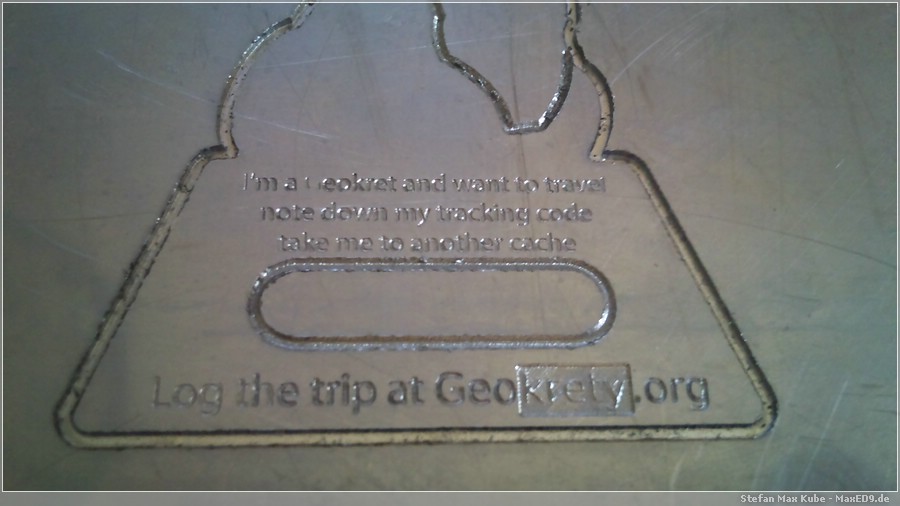 I'm a Geokret and want to travel
note down my tracking code
take me to another cache
Log the trip at Geokrety.org
Stefan Max Kube - MaxED9.de